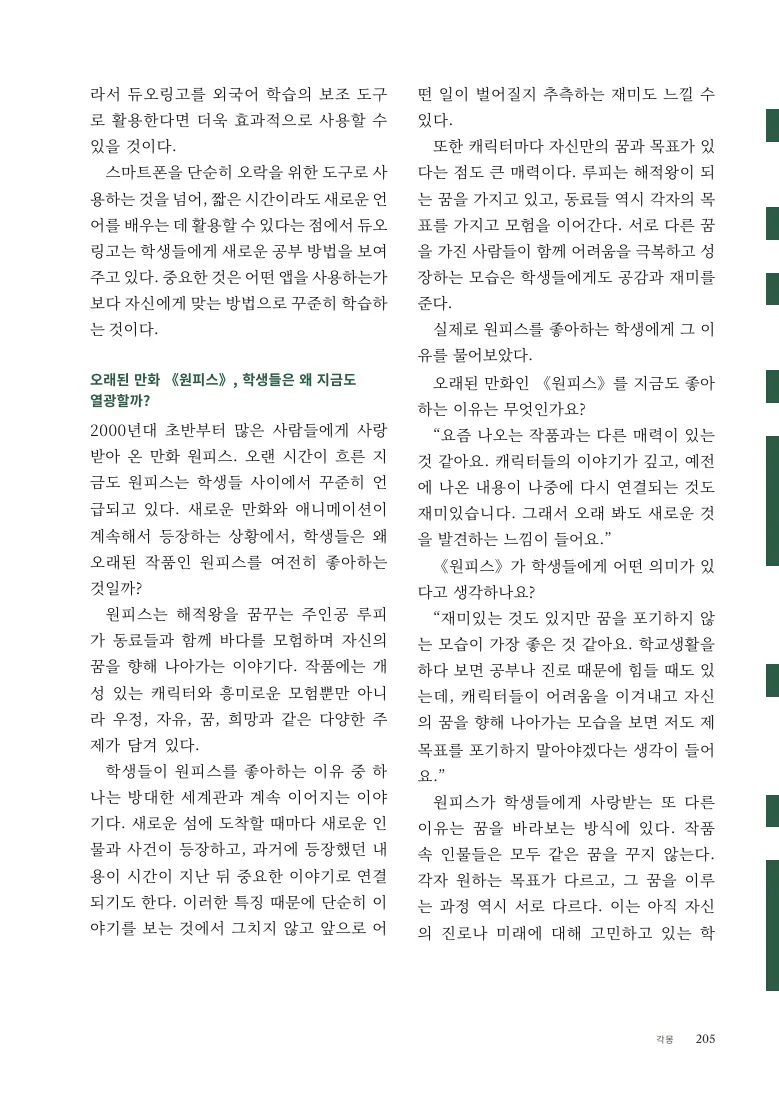 라서 듀오링고를 외국어 학습의 보조 도구
로 활용한다면 더욱 효과적으로 사용할 수
있을 것이다.
스마트폰을 단순히 오락을 위한 도구로 사
용하는 것을 넘어, 짧은 시간이라도 새로운 언
어를 배우는 데 활용할 수 있다는 점에서 듀오
링고는 학생들에게 새로운 공부 방법을 보여
주고 있다. 중요한 것은 어떤 앱을 사용하는가
보다 자신에게 맞는 방법으로 꾸준히 학습하
는 것이다.
오래된 만화 《원피스》, 학생들은 왜 지금도
열광할까?
2000년대 초반부터 많은 사람들에게 사랑
받아 온 만화 원피스. 오랜 시간이 흐른 지
금도 원피스는 학생들 사이에서 꾸준히 언
급되고 있다. 새로운 만화와 애니메이션이
계속해서 등장하는 상황에서, 학생들은 왜
오래된 작품인 원피스를 여전히 좋아하는
것일까?
원피스는 해적왕을 꿈꾸는 주인공 루피
가 동료들과 함께 바다를 모험하며 자신의
꿈을 향해 나아가는 이야기다. 작품에는 개
성 있는 캐릭터와 흥미로운 모험뿐만 아니
라 우정, 자유, 꿈, 희망과 같은 다양한 주
제가 담겨 있다.
학생들이 원피스를 좋아하는 이유 중 하
나는 방대한 세계관과 계속 이어지는 이야
기다. 새로운 섬에 도착할 때마다 새로운 인
물과 사건이 등장하고, 과거에 등장했던 내
용이 시간이 지난 뒤 중요한 이야기로 연결
되기도 한다. 이러한 특징 때문에 단순히 이
야기를 보는 것에서 그치지 않고 앞으로 어
떤 일이 벌어질지 추측하는 재미도 느낄 수
있다.
또한 캐릭터마다 자신만의 꿈과 목표가 있
다는 점도 큰 매력이다. 루피는 해적왕이 되
는 꿈을 가지고 있고, 동료들 역시 각자의 목
표를 가지고 모험을 이어간다. 서로 다른 꿈
을 가진 사람들이 함께 어려움을 극복하고 성
장하는 모습은 학생들에게도 공감과 재미를
준다.
실제로 원피스를 좋아하는 학생에게 그 이
유를 물어보았다.
오래된 만화인 《원피스》를 지금도 좋아
하는 이유는 무엇인가요?
“요즘 나오는 작품과는 다른 매력이 있는
것 같아요. 캐릭터들의 이야기가 깊고, 예전
에 나온 내용이 나중에 다시 연결되는 것도
재미있습니다. 그래서 오래 봐도 새로운 것
을 발견하는 느낌이 들어요.”
《원피스》가 학생들에게 어떤 의미가 있
다고 생각하나요?
“재미있는 것도 있지만 꿈을 포기하지 않
는 모습이 가장 좋은 것 같아요. 학교생활을
하다 보면 공부나 진로 때문에 힘들 때도 있
는데, 캐릭터들이 어려움을 이겨내고 자신
의 꿈을 향해 나아가는 모습을 보면 저도 제
목표를 포기하지 말아야겠다는 생각이 들어
요.”
원피스가 학생들에게 사랑받는 또 다른
이유는 꿈을 바라보는 방식에 있다. 작품
속 인물들은 모두 같은 꿈을 꾸지 않는다.
각자 원하는 목표가 다르고, 그 꿈을 이루
는 과정 역시 서로 다르다. 이는 아직 자신
의 진로나 미래에 대해 고민하고 있는 학
각몽 205